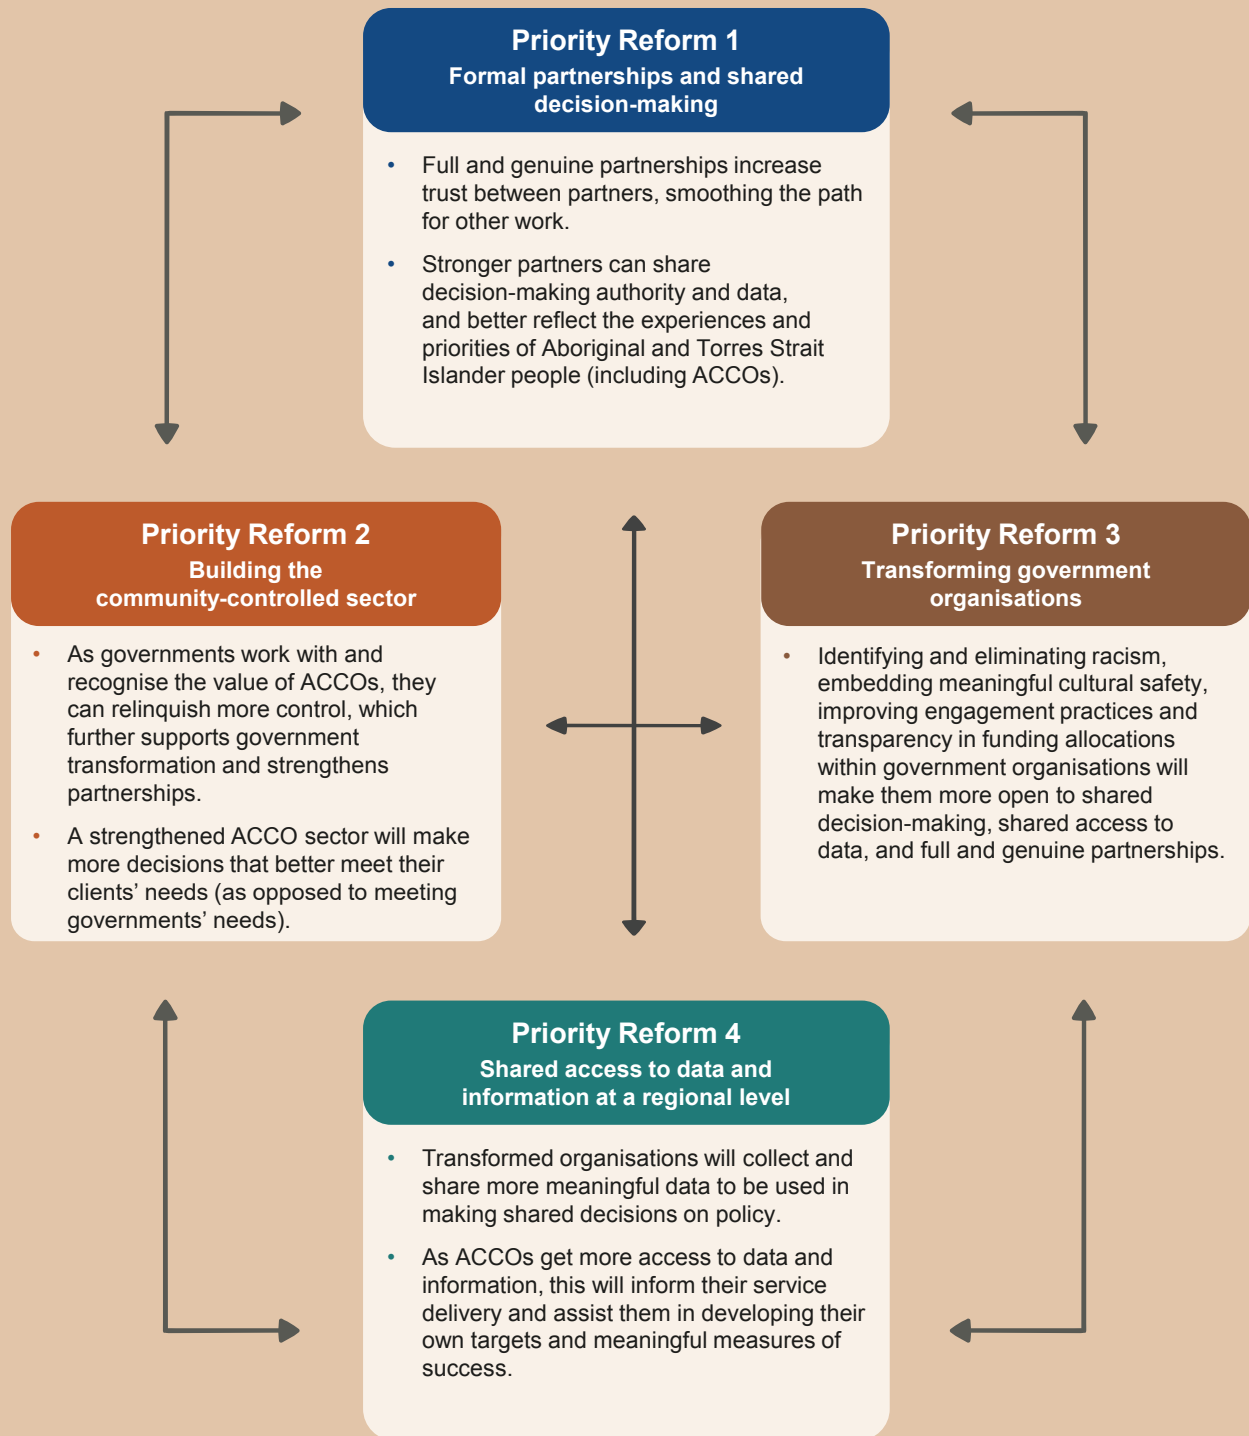 Priority Reform 1
Formal partnerships and shared
decision-making
• Full and genuine partnerships increase
trust between partners, smoothing the path
for other work.
• Stronger partners can share
decision-making authority and data,
and better reflect the experiences and
priorities of Aboriginal and Torres Strait
Islander people (including ACCOs).
Priority Reform 2
Building the
community-controlled sector
• As governments work with and
recognise the value of ACCOs, they
can relinquish more control, which
further supports government
transformation and strengthens
partnerships.
• A strengthened ACCO sector will make
more decisions that better meet their
clients’ needs (as opposed to meeting
governments’ needs).
Priority Reform 3
Transforming government
organisations
• Identifying and eliminating racism,
embedding meaningful cultural safety,
improving engagement practices and
transparency in funding allocations
within government organisations will
make them more open to shared
decision-making, shared access to
data, and full and genuine partnerships.
Priority Reform 4
Shared access to data and
information at a regional level
• Transformed organisations will collect and
share more meaningful data to be used in
making shared decisions on policy.
• As ACCOs get more access to data and
information, this will inform their service
delivery and assist them in developing their
own targets and meaningful measures of
success.